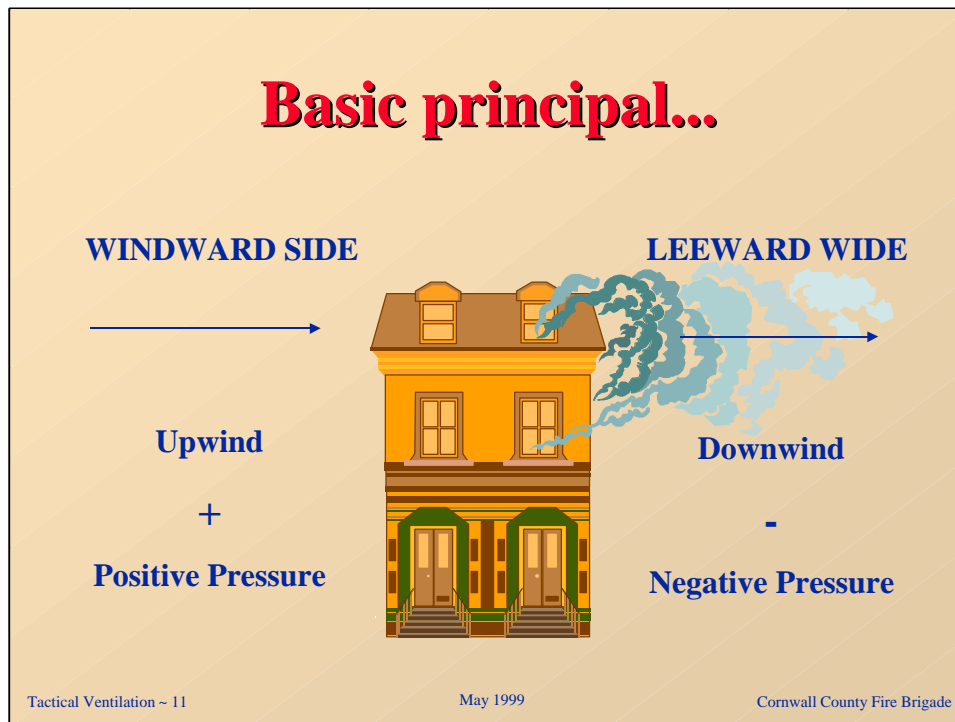 Basic principal...
WINDWARD SIDE
LEEWARD WIDE
Upwind
Downwind
+
-
Positive Pressure
Negative Pressure
Tactical Ventilation ~ 11
May 1999
Cornwall County Fire Brigade